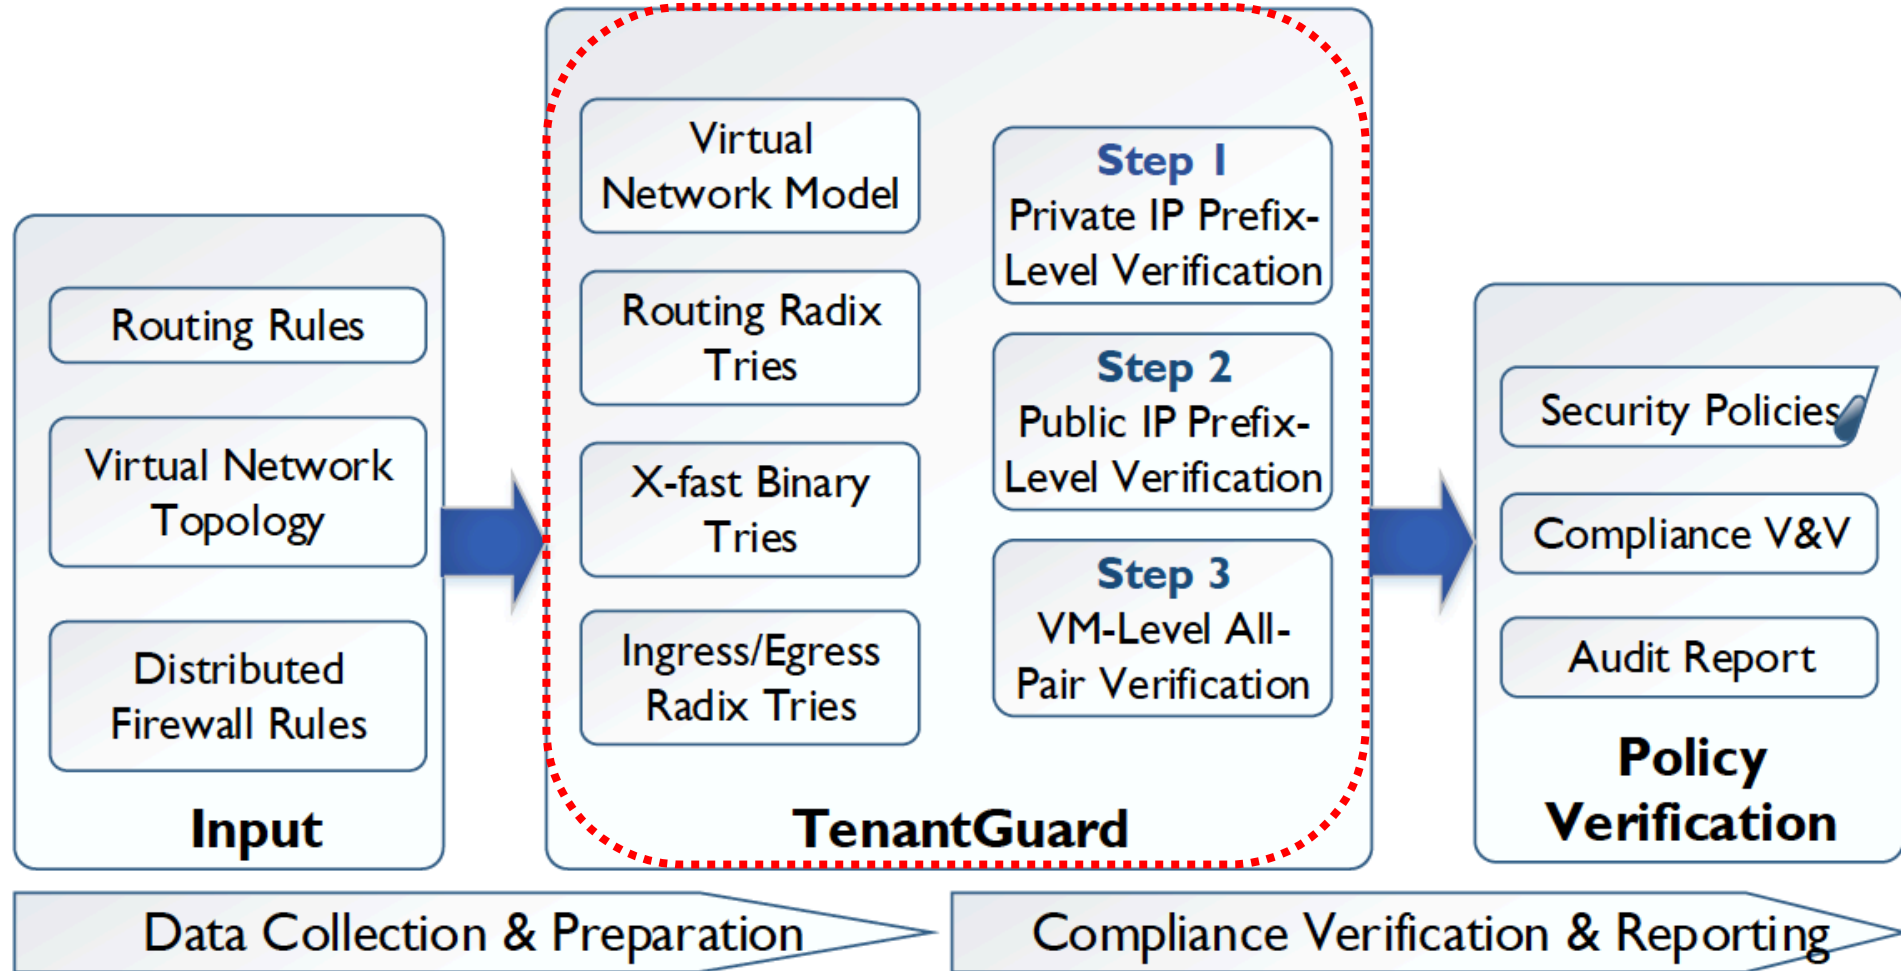 Routing Rules
Virtual Network
Topology
Distributed
Firewall Rules
Input
Virtual
Network Model
Routing Radix
Tries
X-fast Binary
Tries
Ingress/Egress
Radix Tries
Step 1
Private IP Prefix-
Level Verification
Step 2
Public IP Prefix-
Level Verification
Step 3
VM-Level All-
Pair Verification
TenantGuard
Security Policies
Compliance V&V
Audit Report
Policy
Verification
Data Collection & Preparation
Compliance Verification & Reporting